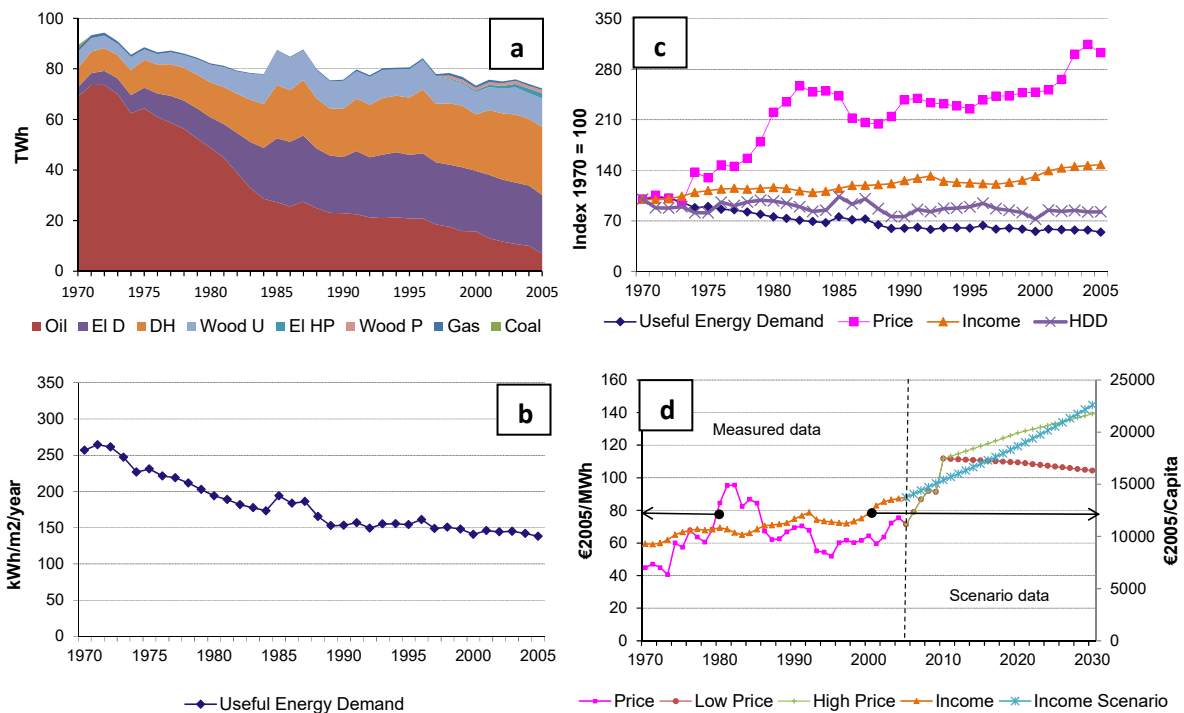 a
TWh
100
80
60
40
20
0
1970 1975 1980 1985 1990 1995 2000 2005
Oil El D DH Wood U El HP Wood P Gas Coal
c
Index 1970 = 100
350
280
210
140
70
0
1970 1975 1980 1985 1990 1995 2000 2005
Useful Energy Demand Price Income HDD
b
kWh/m2/year
350
300
250
200
150
100
50
0
1970 1975 1980 1985 1990 1995 2000 2005
Useful Energy Demand
d
Measured data
Scenario data
€2005/MWh
160
140
120
100
80
60
40
20
0
€2005/Capita
25000
20000
15000
10000
5000
0
1970 1980 1990 2000 2010 2020 2030
Price Low Price High Price Income Income Scenario